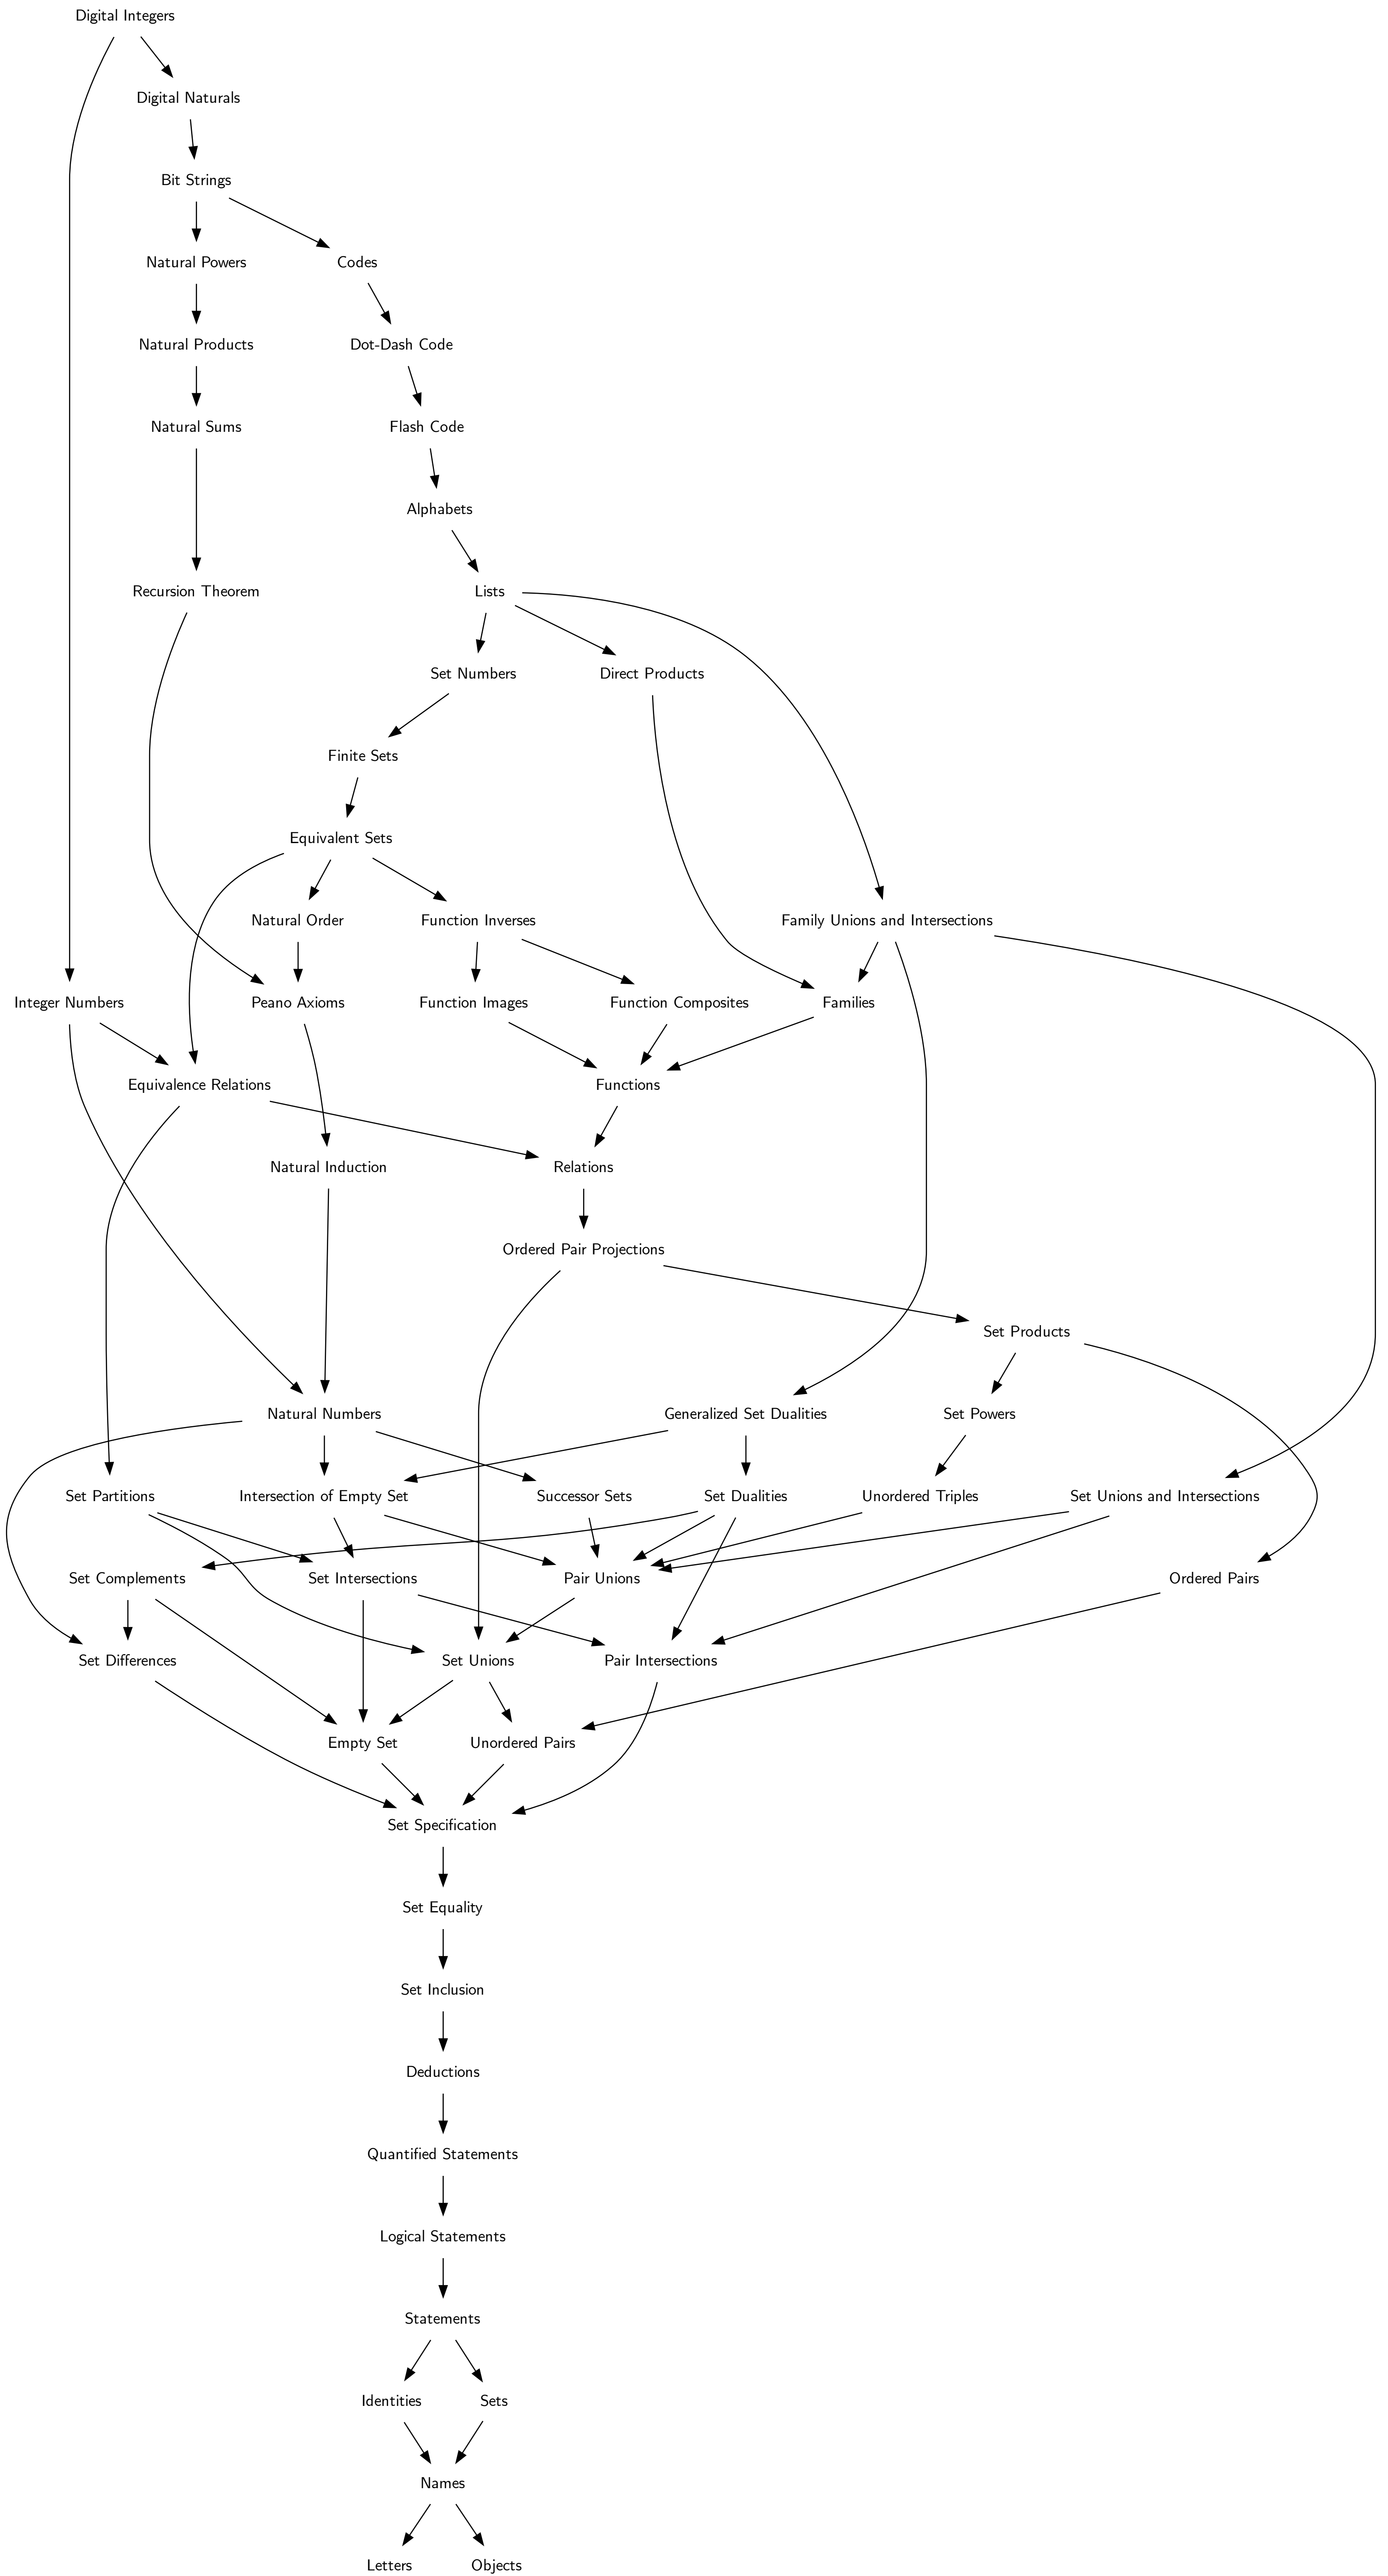 Digital Integers
Digital Naturals
Bit Strings
Natural Powers
Codes
Natural Products
Dot-Dash Code
Natural Sums
Flash Code
Alphabets
Recursion Theorem
Lists
Set Numbers
Direct Products
Finite Sets
Equivalent Sets
Natural Order
Function Inverses
Family Unions and Intersections
Integer Numbers
Peano Axioms
Function Images
Function Composites
Families
Equivalence Relations
Functions
Natural Induction
Relations
Ordered Pair Projections
Set Products
Natural Numbers
Generalized Set Dualities
Set Powers
Set Partitions
Intersection of Empty Set
Successor Sets
Set Dualities
Unordered Triples
Set Unions and Intersections
Set Complements
Set Intersections
Pair Unions
Ordered Pairs
Set Differences
Set Unions
Pair Intersections
Empty Set
Unordered Pairs
Set Specification
Set Equality
Set Inclusion
Deductions
Quantified Statements
Logical Statements
Statements
Identities
Sets
Names
Letters
Objects